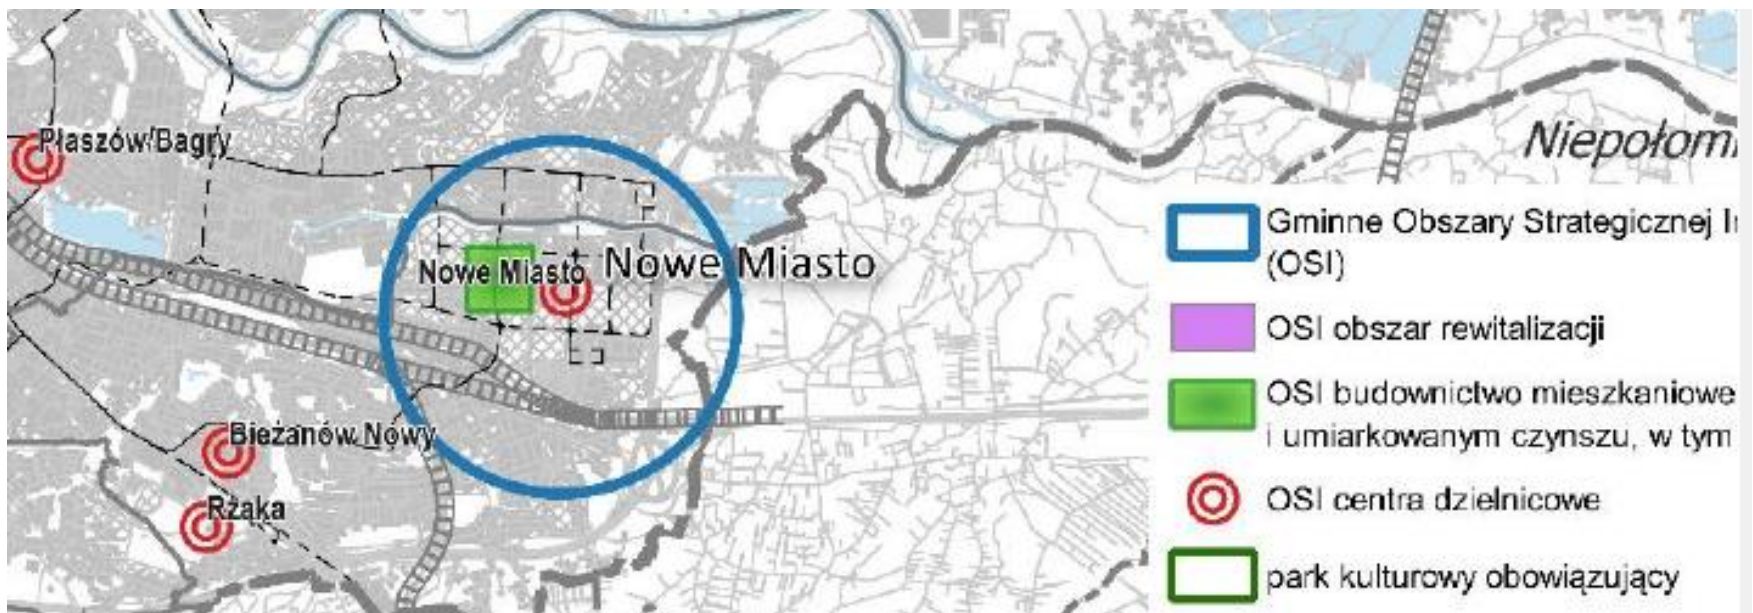 Płaszów/Bagry
Niepołomi
Nowe Miasto
Nowe Miasto
Bieżanów Nowy
Rżąka
Gminne Obszary Strategicznej I
(OSI)
OSI obszar rewitalizacji
OSI budownictwo mieszkaniowe
i umiarkowanym czynszu, w tym
OSI centra dzielnicowe
park kulturowy obowiązujący